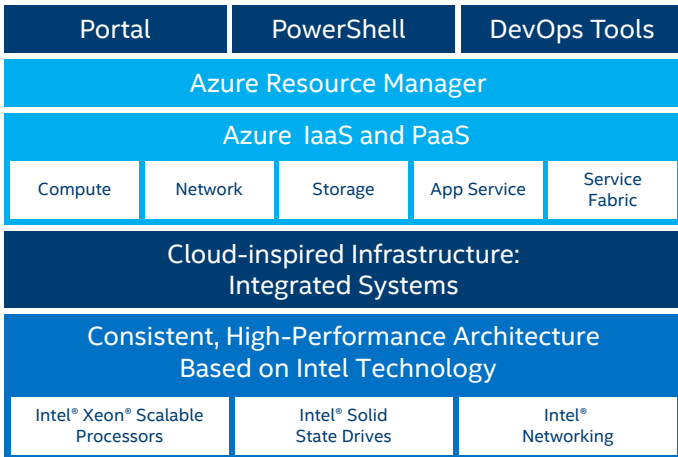 Portal
PowerShell
DevOps Tools
Azure Resource Manager
Azure IaaS and PaaS
Compute
Network
Storage
App Service
Service
Fabric
Cloud-inspired Infrastructure:
Integrated Systems
Consistent, High-Performance Architecture
Based on Intel Technology
Intel® Xeon® Scalable
Processors
Intel® Solid
State Drives
Intel®
Networking